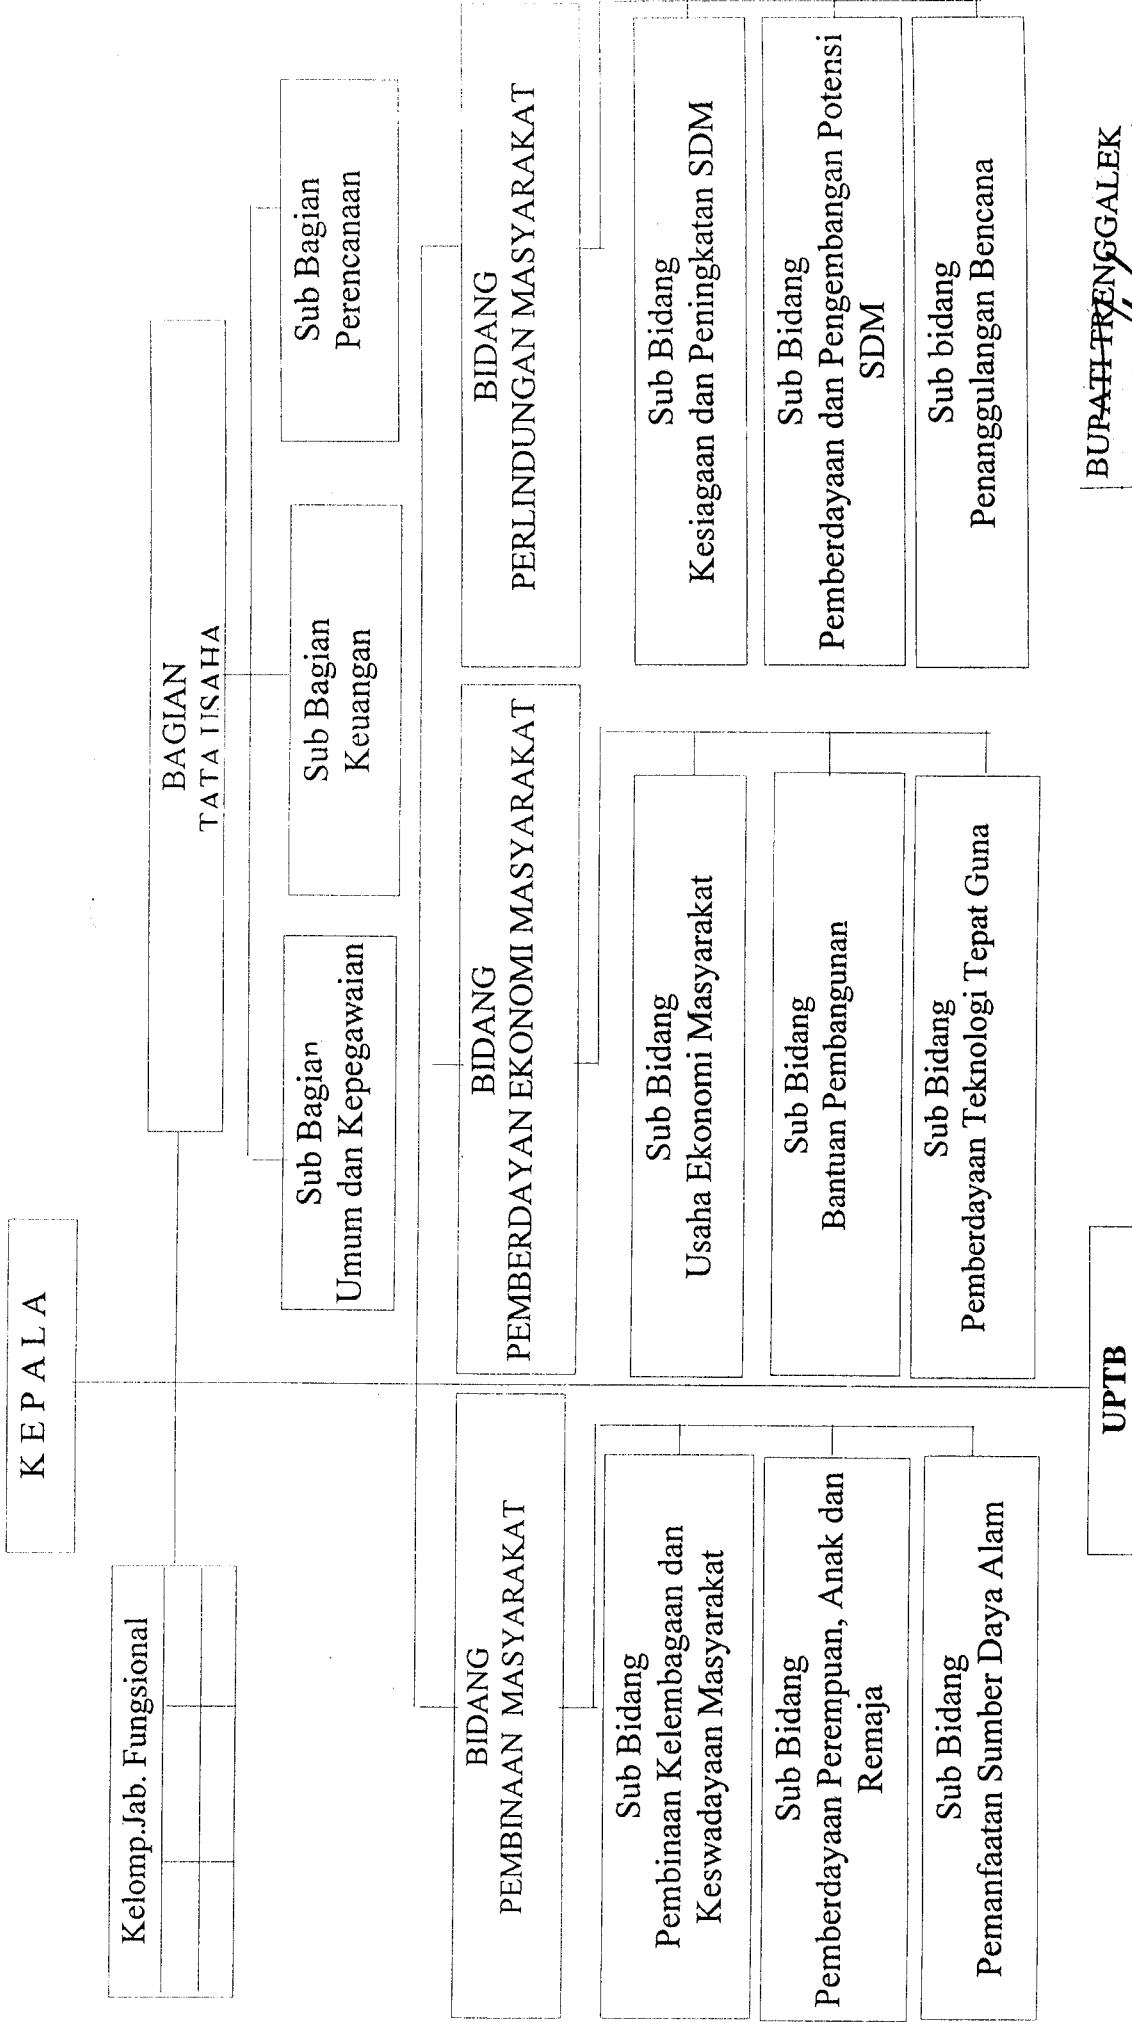 K E P A L A
Kelomp.Jab. Fungsional
BAGIAN
TATA USAHA
Sub Bagian
Umum dan Kepegawaian
Sub Bagian
Keuangan
Sub Bagian
Perencanaan
BIDANG
PEMBINAAN MASYARAKAT
Sub Bidang
Pembinaan Kelembagaan dan
Keswadayaan Masyarakat
Sub Bidang
Pemberdayaan Perempuan, Anak dan
Remaja
Sub Bidang
Pemanfaatan Sumber Daya Alam
BIDANG
PEMBERDAYAN EKONOMI MASYARAKAT
Sub Bidang
Usaha Ekonomi Masyarakat
Sub Bidang
Bantuan Pembangunan
Sub Bidang
Pemberdayaan Teknologi Tepat Guna
BIDANG
PERLINDUNGAN MASYARAKAT
Sub Bidang
Kesiagaan dan Peningkatan SDM
Sub Bidang
Pemberdayaan dan Pengembangan Potensi
SDM
Sub bidang
Penanggulangan Bencana
UPTB
BUPATI TRENGGALEK